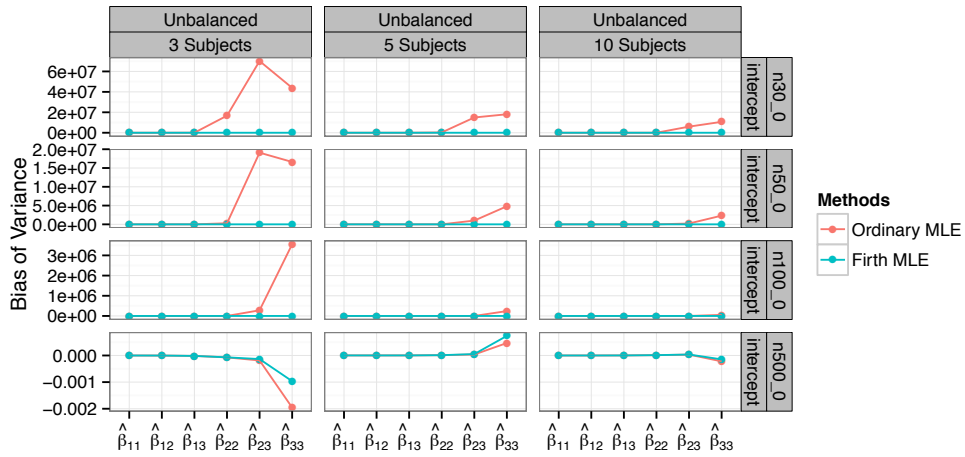 Unbalanced Unbalanced Unbalanced
3 Subjects 5 Subjects 10 Subjects
Bias of Variance
6e+07
4e+07
2e+07
0e+00
intercept n30_0
2.0e+07
1.5e+07
1.0e+07
5.0e+06
0.0e+00
intercept n50_0
3e+06
2e+06
1e+06
0e+00
intercept n100_0
0.000
−0.001
−0.002
intercept n500_0
β̂11 β̂12 β̂13 β̂22 β̂23 β̂33 β̂11 β̂12 β̂13 β̂22 β̂23 β̂33 β̂11 β̂12 β̂13 β̂22 β̂23 β̂33
Methods
Ordinary MLE
Firth MLE